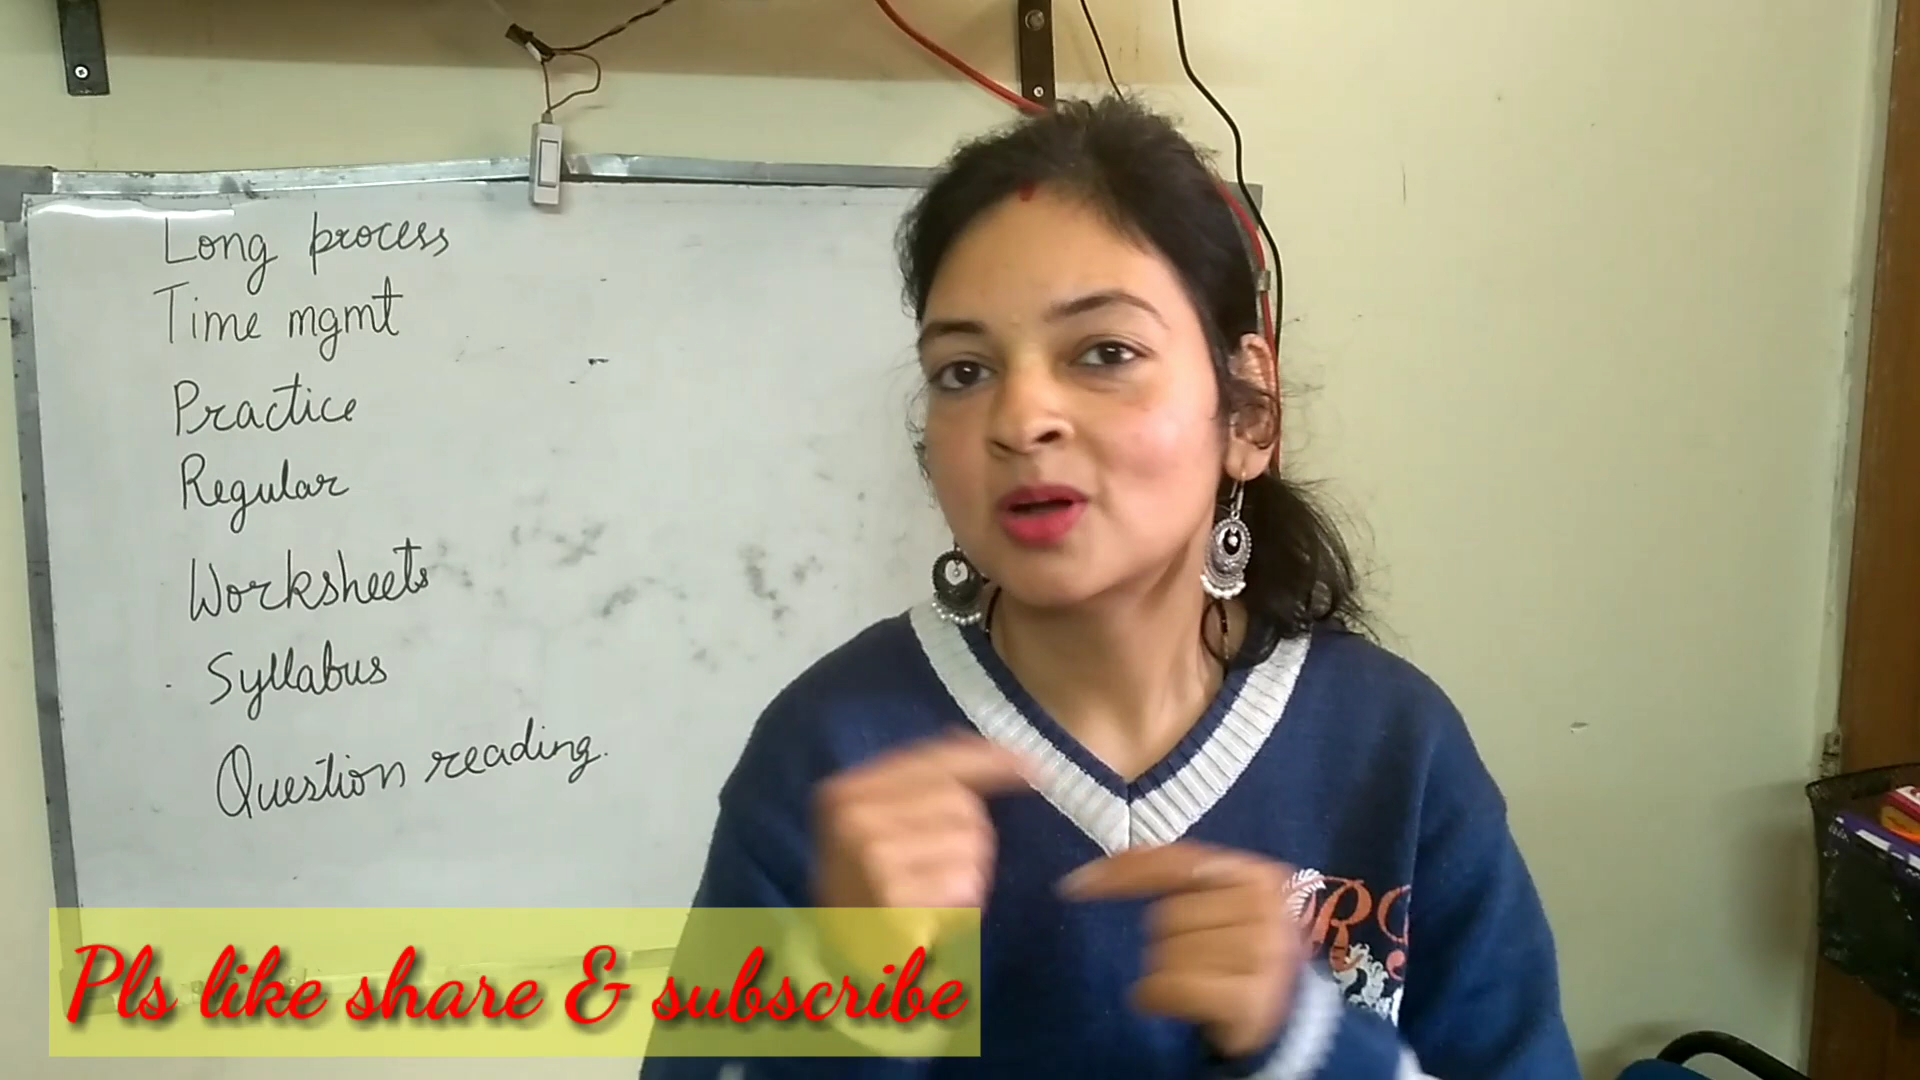 Long process
Time mgmt
Practice
Regular
Worksheets
Syllabus
Question reading.
Pls like share & subscribe